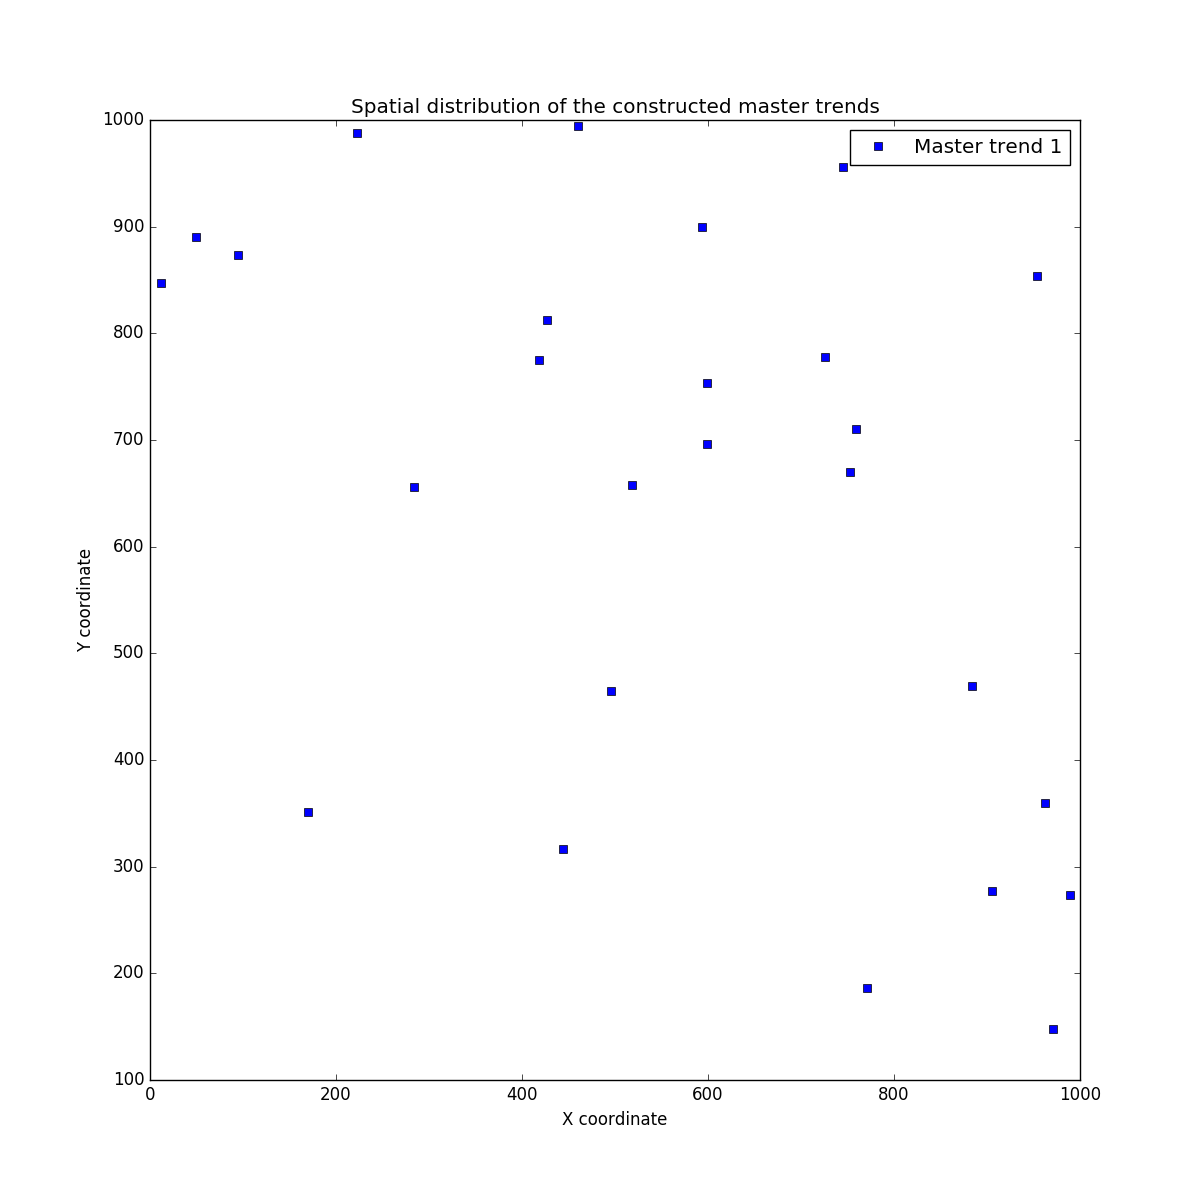 Spatial distribution of the constructed master trends
Master trend 1
1000
900
800
700
600
500
400
300
200
100
Y coordinate
0 200 400 600 800 1000
X coordinate